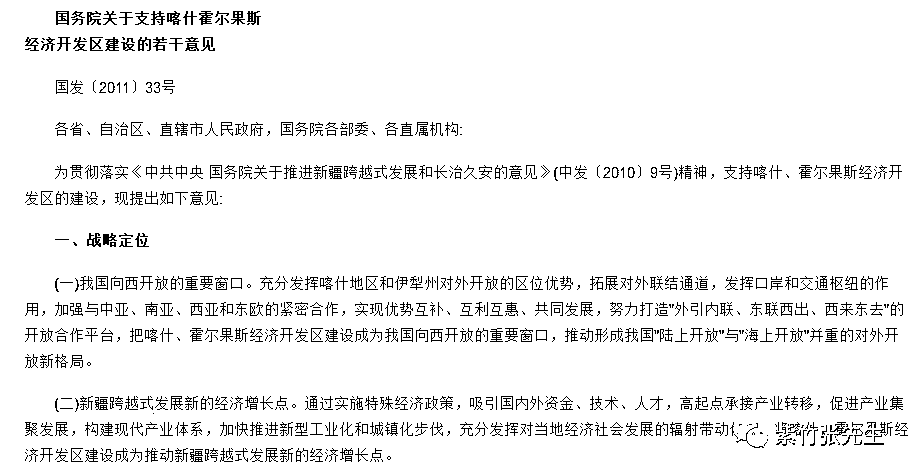 国务院关于支持喀什霍尔果斯
经济开发区建设的若干意见
国发〔2011〕33号
各省、自治区、直辖市人民政府，国务院各部委、各直属机构:
为贯彻落实《中共中央 国务院关于推进新疆跨越式发展和长治久安的意见》(中发〔2010〕9号)精神，支持喀什、霍尔果斯经济开
发区的建设，现提出如下意见:
一、战略定位
(一)我国向西开放的重要窗口。充分发挥喀什地区和伊犁州对外开放的区位优势，拓展对外联结通道，发挥口岸和交通枢纽的作
用，加强与中亚、南亚、西亚和东欧的紧密合作，实现优势互补、互利互惠、共同发展，努力打造"外引内联、东联西出、西来东去"的
开放合作平台，把喀什、霍尔果斯经济开发区建设成为我国向西开放的重要窗口，推动形成我国"陆上开放"与"海上开放"并重的对外开
放新格局。
(二)新疆跨越式发展新的经济增长点。通过实施特殊经济政策，吸引国内外资金、技术、人才，高起点承接产业转移，促进产业集
聚发展，构建现代产业体系，加快推进新型工业化和城镇化步伐，充分发挥对当地经济社会发展的辐射带动 喀什、霍尔果斯经
济开发区建设成为推动新疆跨越式发展新的经济增长点。
紫竹张先生